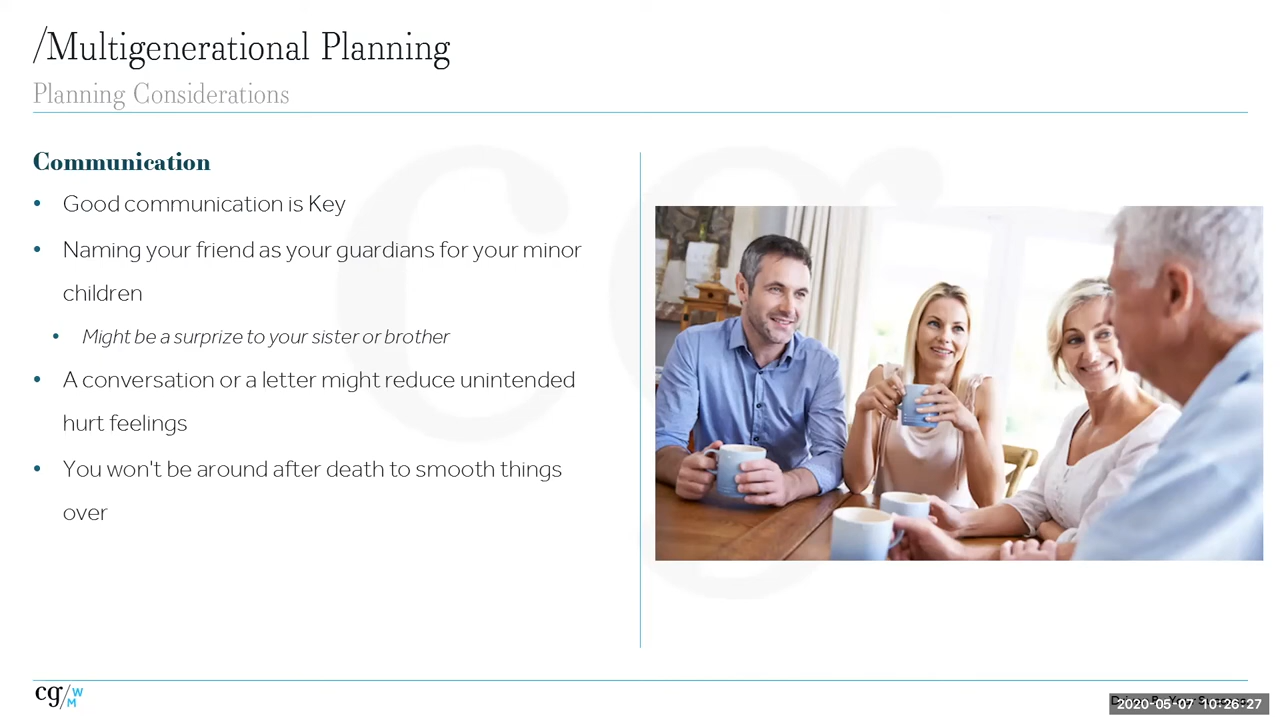 /Multigenerational Planning
Planning Considerations
Communication
• Good communication is Key
• Naming your friend as your guardians for your minor
children
• Might be a surprize to your sister or brother
• A conversation or a letter might reduce unintended
hurt feelings
• You won't be around after death to smooth things
over
cg/WM
2020-05-07 10:26:27